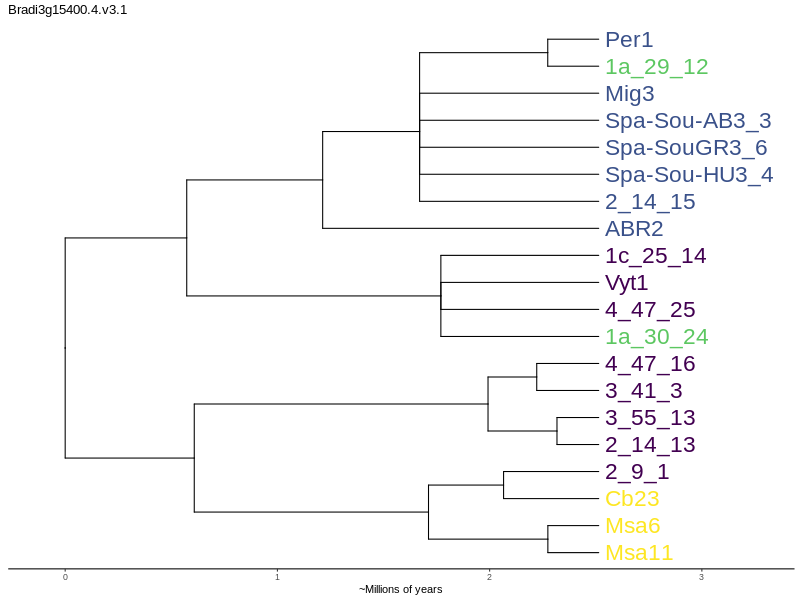 Bradi3g15400.4.v3.1
Per1
1a_29_12
Mig3
Spa-Sou-AB3_3
Spa-SouGR3_6
Spa-Sou-HU3_4
2_14_15
ABR2
1c_25_14
Vyt1
4_47_25
1a_30_24
4_47_16
3_41_3
3_55_13
2_14_13
2_9_1
Cb23
Msa6
Msa11
0 1 2 3
~Millions of years